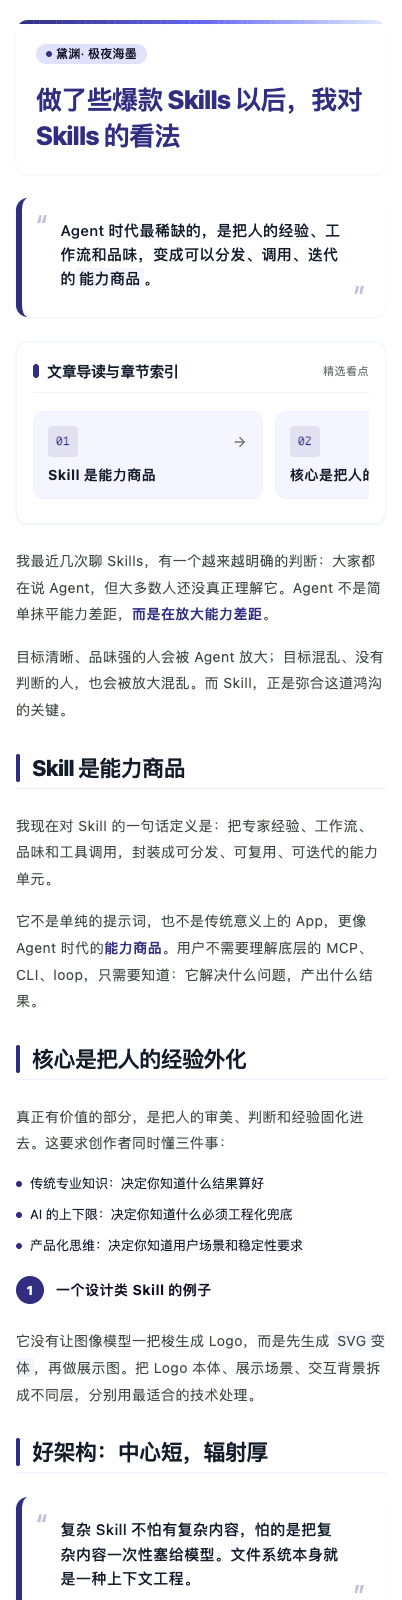 黛渊· 极夜海墨
做了些爆款 Skills 以后，我对
Skills 的看法
“
Agent 时代最稀缺的，是把人的经验、工
作流和品味，变成可以分发、调用、迭代
的 能力商品 。
”
文章导读与章节索引 精选看点
01 → 02
Skill 是能力商品 核心是把人的
我最近几次聊 Skills，有一个越来越明确的判断：大家都
在说 Agent，但大多数人还没真正理解它。Agent 不是简
单抹平能力差距，而是在放大能力差距。
目标清晰、品味强的人会被 Agent 放大；目标混乱、没有
判断的人，也会被放大混乱。而 Skill，正是弥合这道鸿沟
的关键。
Skill 是能力商品
我现在对 Skill 的一句话定义是：把专家经验、工作流、
品味和工具调用，封装成可分发、可复用、可迭代的能力
单元。
它不是单纯的提示词，也不是传统意义上的 App，更像
Agent 时代的能力商品。用户不需要理解底层的 MCP、
CLI、loop，只需要知道：它解决什么问题，产出什么结
果。
核心是把人的经验外化
真正有价值的部分，是把人的审美、判断和经验固化进
去。这要求创作者同时懂三件事：
传统专业知识：决定你知道什么结果算好
AI 的上下限：决定你知道什么必须工程化兜底
产品化思维：决定你知道用户场景和稳定性要求
1 一个设计类 Skill 的例子
它没有让图像模型一把梭生成 Logo，而是先生成 SVG 变
体 ，再做展示图。把 Logo 本体、展示场景、交互背景拆
成不同层，分别用最适合的技术处理。
好架构：中心短，辐射厚
“
复杂 Skill 不怕有复杂内容，怕的是把复
杂内容一次性塞给模型。文件系统本身就
是一种上下文工程。
”